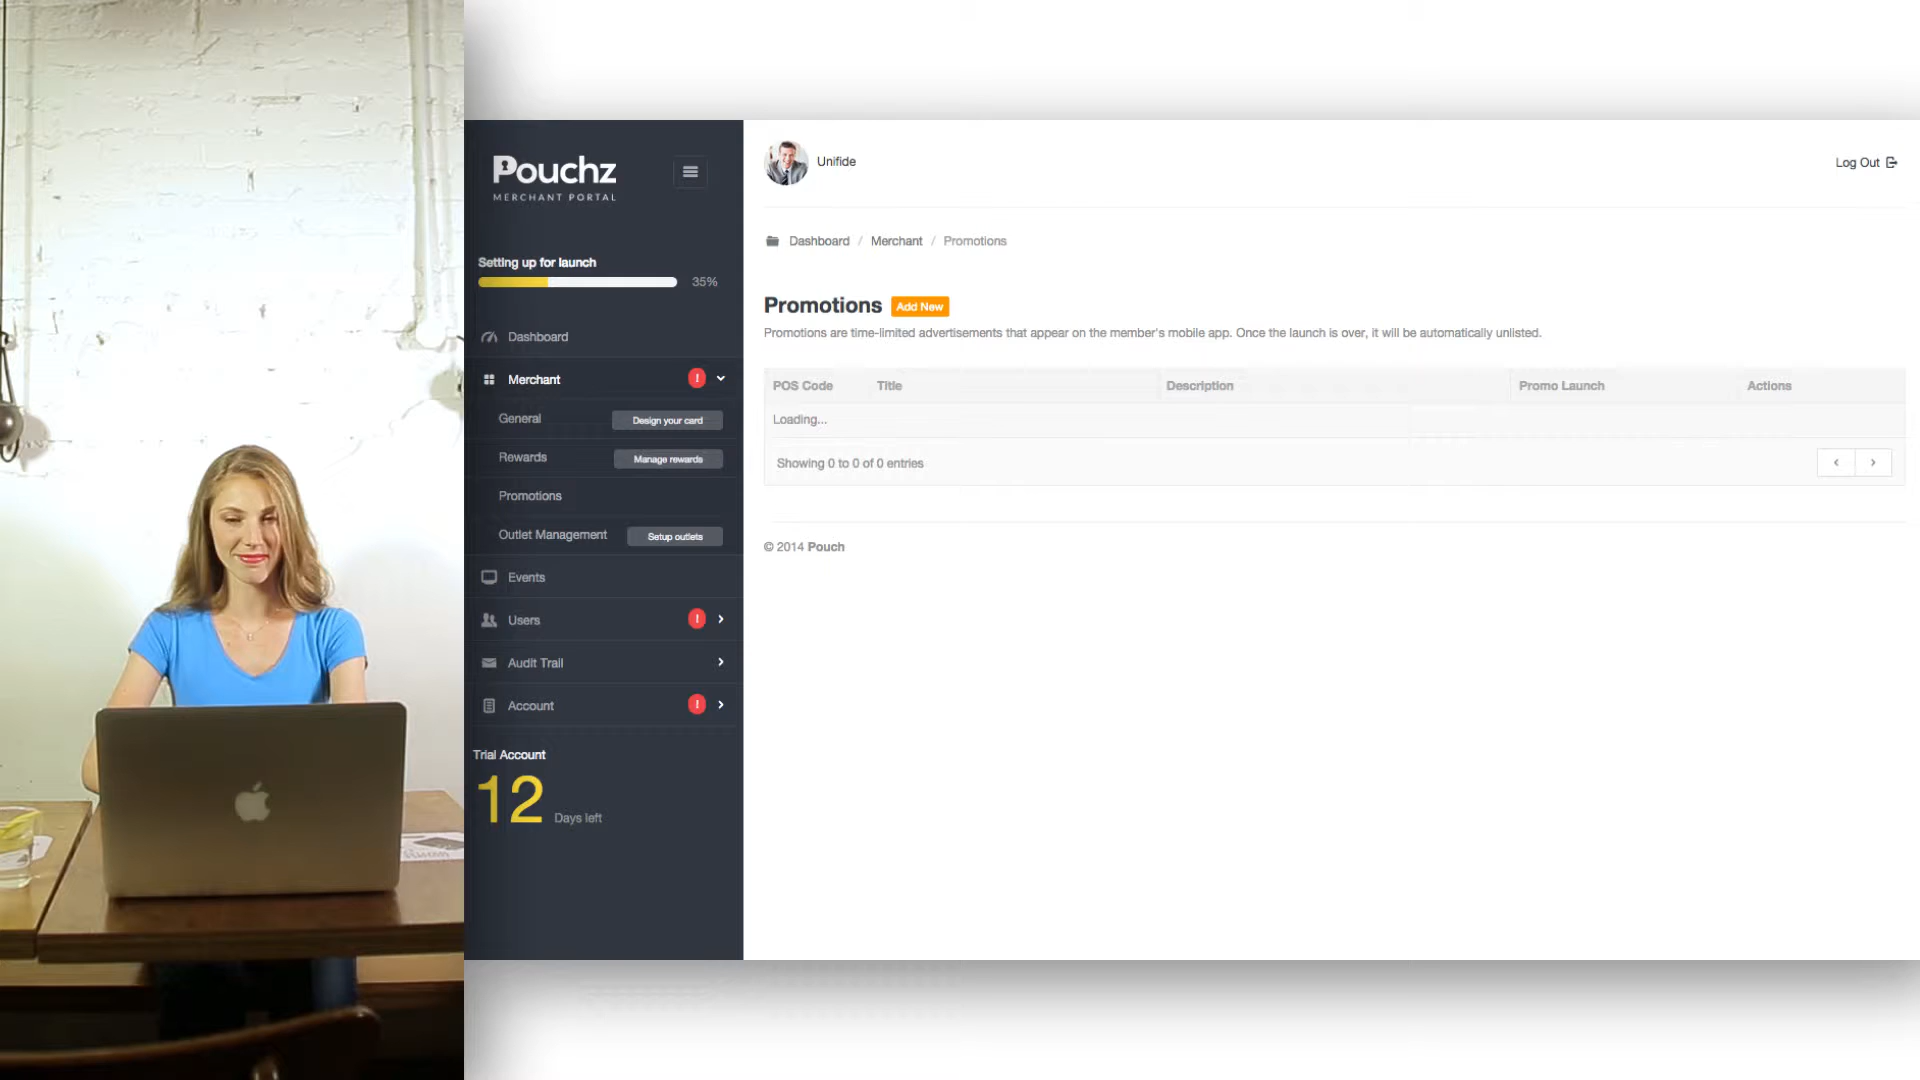 Pouchz
MERCHANT PORTAL
Setting up for launch
35%
Dashboard
Merchant !
General Design your card
Rewards Manage rewards
Promotions
Outlet Management Setup outlets
Events
Users !
Audit Trail
Account !
Trial Account
12 Days left
Unifide
Log Out
Dashboard / Merchant / Promotions
Promotions Add New
Promotions are time-limited advertisements that appear on the member's mobile app. Once the launch is over, it will be automatically unlisted.
POS Code Title Description Promo Launch Actions
Loading...
Showing 0 to 0 of 0 entries
© 2014 Pouch